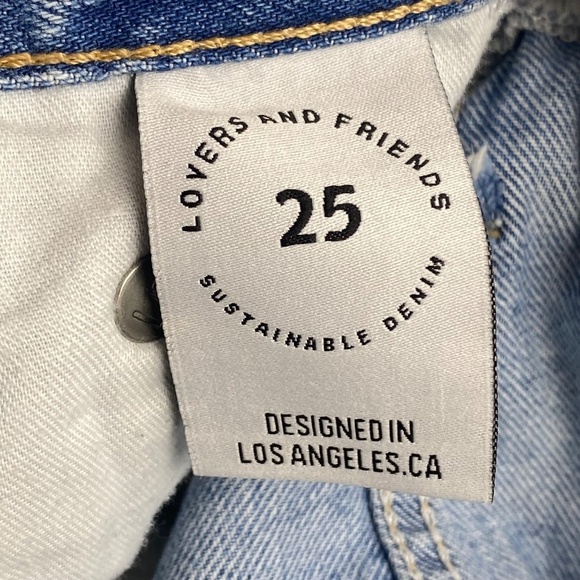 LOVERS AND FRIENDS
25
SUSTAINABLE DENIM
DESIGNED IN
LOS ANGELES.CA